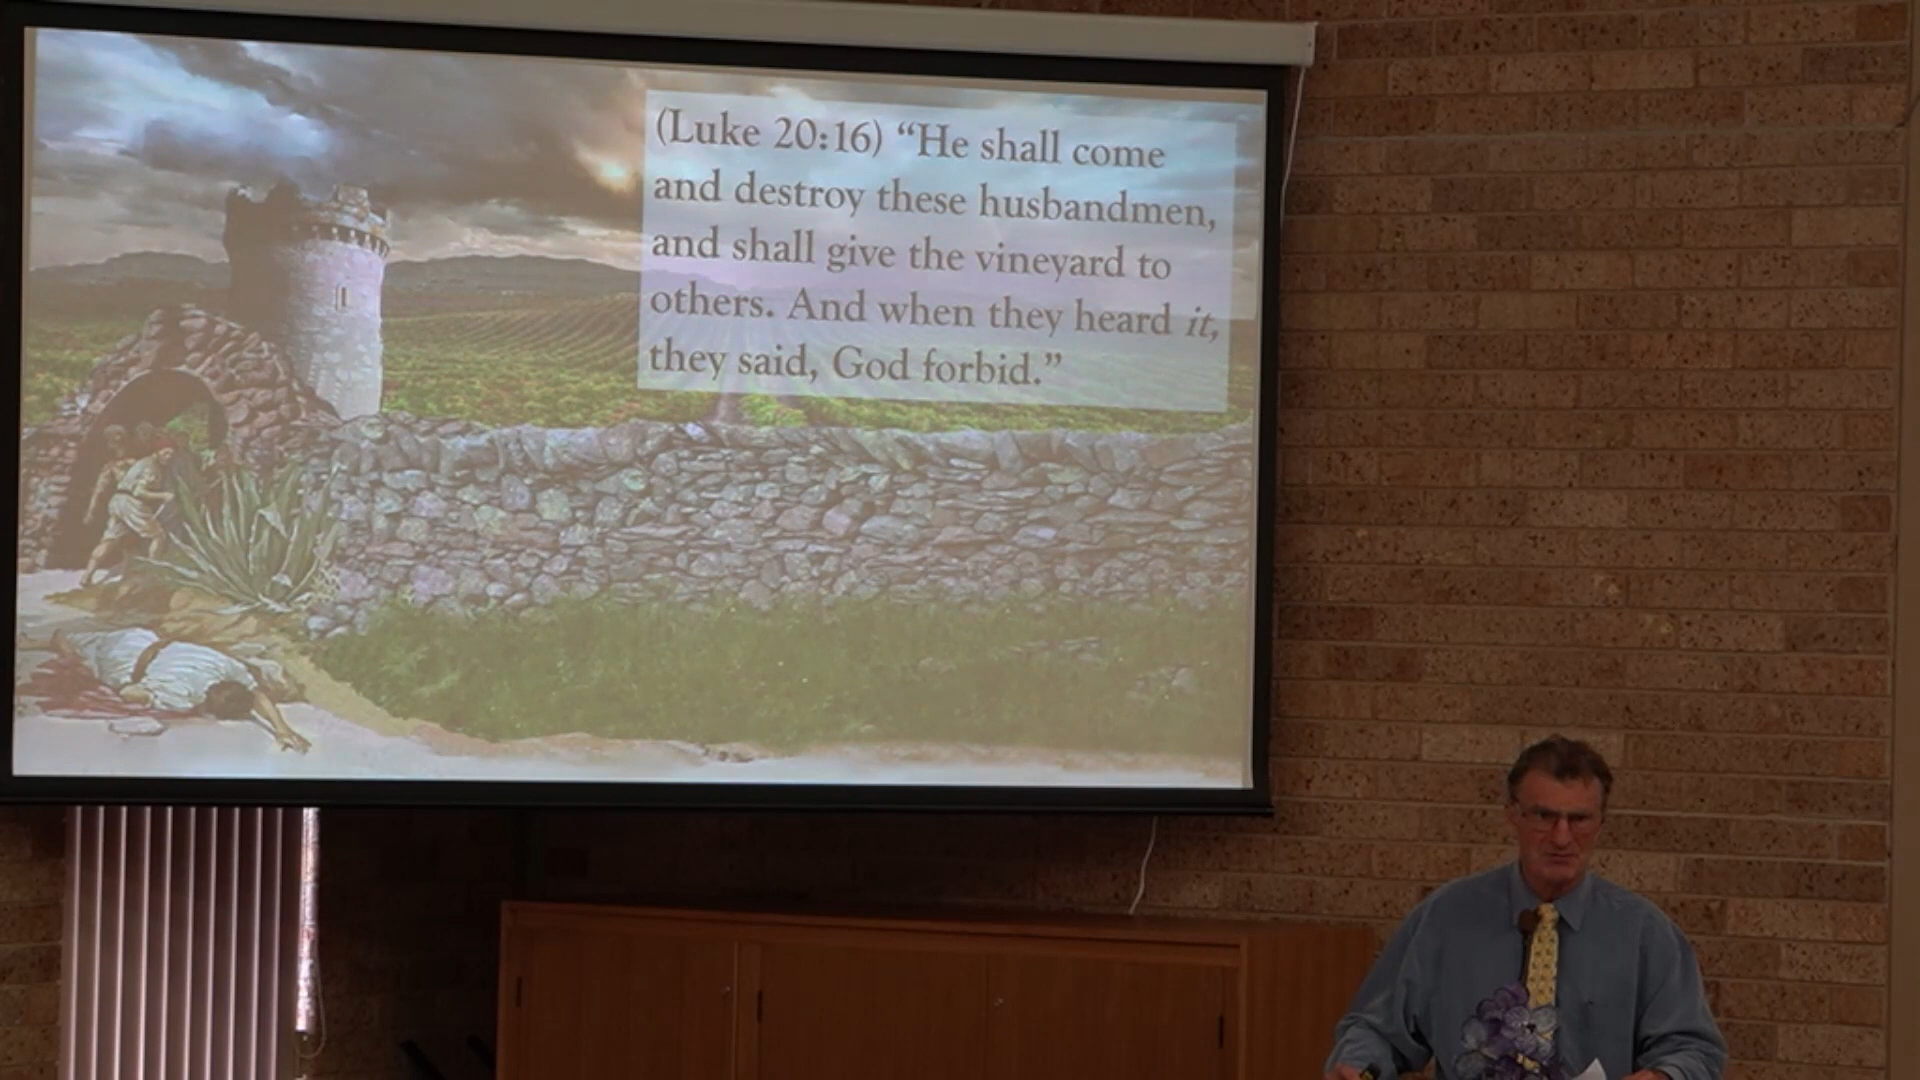 (Luke 20:16) “He shall come
and destroy these husbandmen,
and shall give the vineyard to
others. And when they heard it,
they said, God forbid.”